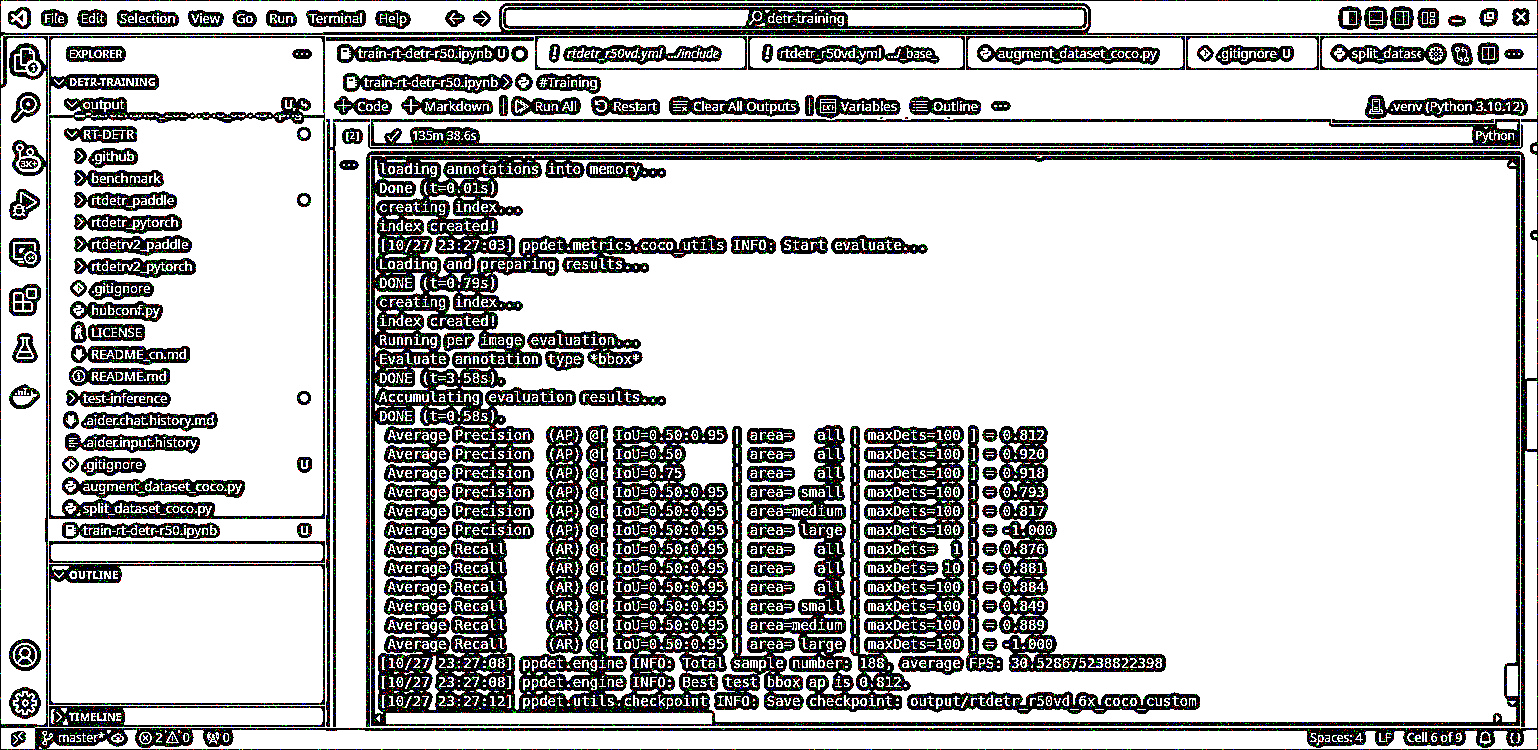 File Edit Selection View Go Run Terminal Help
detr-training
EXPLORER
DETR-TRAINING
output U
RT-DETR
.github
benchmark
rtdetr_paddle
rtdetr_pytorch
rtdetrv2_paddle
rtdetrv2_pytorch
.gitignore
hubconf.py
LICENSE
README_cn.md
README.md
test-inference
.aider.chat.history.md
.aider.input.history
.gitignore U
augment_dataset_coco.py
split_dataset_coco.py
train-rt-detr-r50.ipynb U
OUTLINE
TIMELINE
train-rt-detr-r50.ipynb U
rtdetr_r50vd.yml .../include
rtdetr_r50vd.yml .../_base_
augment_dataset_coco.py
.gitignore U
split_datas
train-rt-detr-r50.ipynb > #Training
Code Markdown Run All Restart Clear All Outputs Variables Outline
.venv (Python 3.10.12)
[2] 135m 38.6s
Python
loading annotations into memory...
Done (t=0.01s)
creating index...
index created!
[10/27 23:27:03] ppdet.metrics.coco_utils INFO: Start evaluate...
Loading and preparing results...
DONE (t=0.79s)
creating index...
index created!
Running per image evaluation...
Evaluate annotation type *bbox*
DONE (t=3.58s).
Accumulating evaluation results...
DONE (t=0.58s).
Average Precision (AP) @[ IoU=0.50:0.95 | area= all | maxDets=100 ] = 0.812
Average Precision (AP) @[ IoU=0.50 | area= all | maxDets=100 ] = 0.920
Average Precision (AP) @[ IoU=0.75 | area= all | maxDets=100 ] = 0.918
Average Precision (AP) @[ IoU=0.50:0.95 | area= small | maxDets=100 ] = 0.793
Average Precision (AP) @[ IoU=0.50:0.95 | area=medium | maxDets=100 ] = 0.817
Average Precision (AP) @[ IoU=0.50:0.95 | area= large | maxDets=100 ] = -1.000
Average Recall (AR) @[ IoU=0.50:0.95 | area= all | maxDets= 1 ] = 0.876
Average Recall (AR) @[ IoU=0.50:0.95 | area= all | maxDets= 10 ] = 0.881
Average Recall (AR) @[ IoU=0.50:0.95 | area= all | maxDets=100 ] = 0.884
Average Recall (AR) @[ IoU=0.50:0.95 | area= small | maxDets=100 ] = 0.849
Average Recall (AR) @[ IoU=0.50:0.95 | area=medium | maxDets=100 ] = 0.889
Average Recall (AR) @[ IoU=0.50:0.95 | area= large | maxDets=100 ] = -1.000
[10/27 23:27:08] ppdet.engine INFO: Total sample number: 188, average FPS: 30.528675238822398
[10/27 23:27:08] ppdet.engine INFO: Best test bbox ap is 0.812.
[10/27 23:27:12] ppdet.utils.checkpoint INFO: Save checkpoint: output/rtdetr_r50vd_6x_coco_custom
master* 2 0 0
Spaces: 4 LF Cell 6 of 9